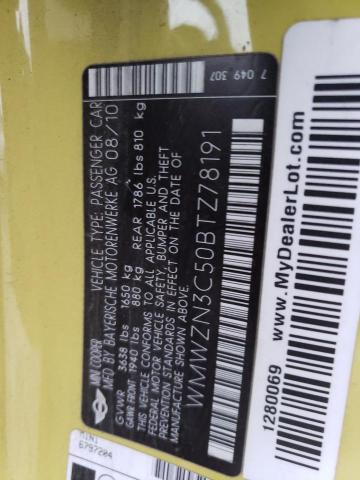 MINI COOPER
VEHICLE TYPE: PASSENGER CAR
MFD BY BAYERISCHE MOTORENWERKE AG 08/10
GVWR 3638 lbs 1650 kg
GAWR FRONT 1940 lbs 880 kg REAR 1786 lbs 810 kg
THIS VEHICLE CONFORMS TO ALL APPLICABLE U.S.
FEDERAL MOTOR VEHICLE SAFETY, BUMPER AND THEFT
PREVENTION STANDARDS IN EFFECT ON THE DATE OF
MANUFACTURE SHOWN ABOVE.
WMWZN3C50BTZ78191
7 049 307
1280069
www.MyDealerLot.com
MINI
6797204